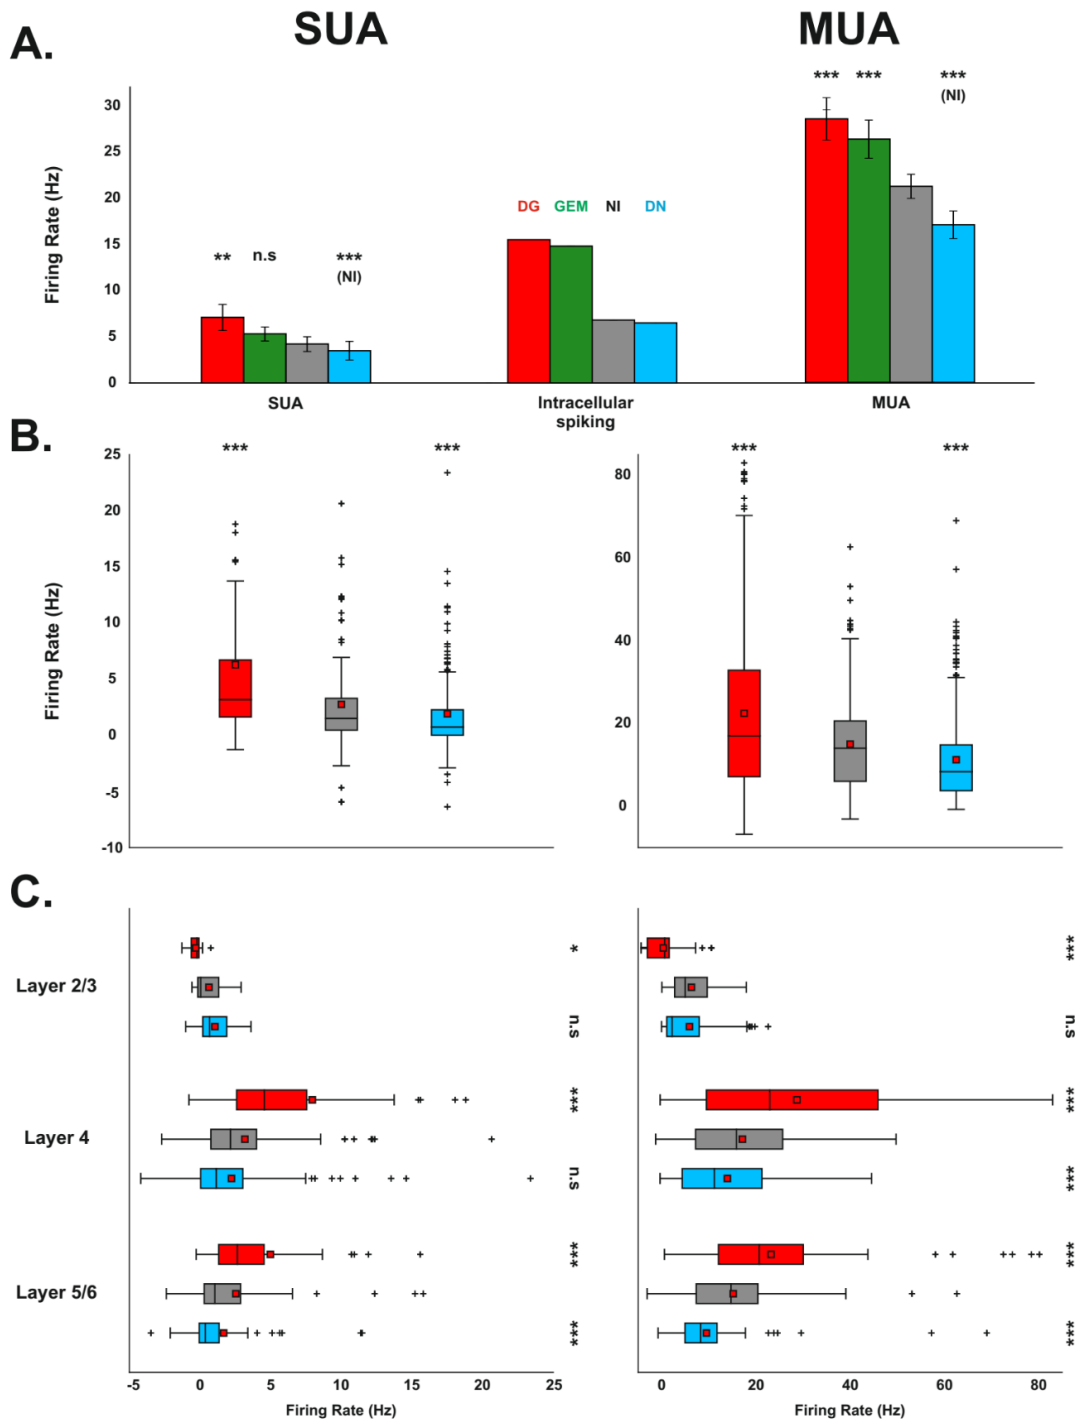 SUA MUA
A.
*** *** ***
(NI)
30
25
20
15
10
5
0
Firing Rate (Hz)
DG GEM NI DN
** n.s ***
(NI)
SUA Intracellular MUA
spiking
B.
*** *** *** ***
25
20
15
10
5
0
-5
-10
Firing Rate (Hz)
80
60
40
20
0
C.
Layer 2/3
* ***
n.s n.s
Layer 4
*** ***
n.s ***
Layer 5/6
*** ***
*** ***
-5 0 5 10 15 20 25 0 20 40 60 80
Firing Rate (Hz) Firing Rate (Hz)